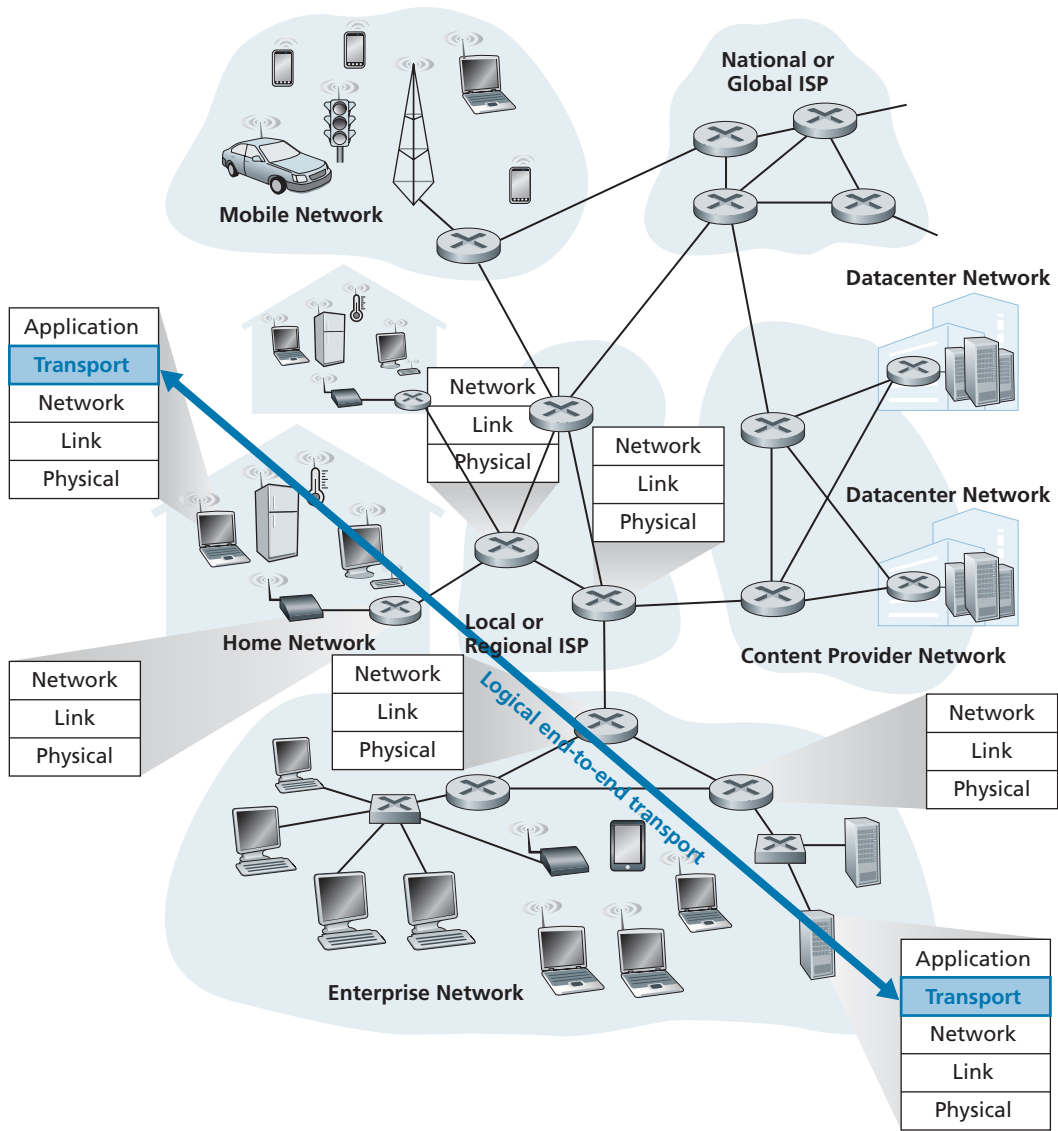 National or
Global ISP
Mobile Network
Datacenter Network
Application
Transport
Network
Link
Physical
Network
Link
Physical
Network
Link
Physical
Datacenter Network
Home Network
Local or
Regional ISP
Content Provider Network
Network
Link
Physical
Network
Link
Physical
Logical end-to-end transport
Network
Link
Physical
Enterprise Network
Application
Transport
Network
Link
Physical